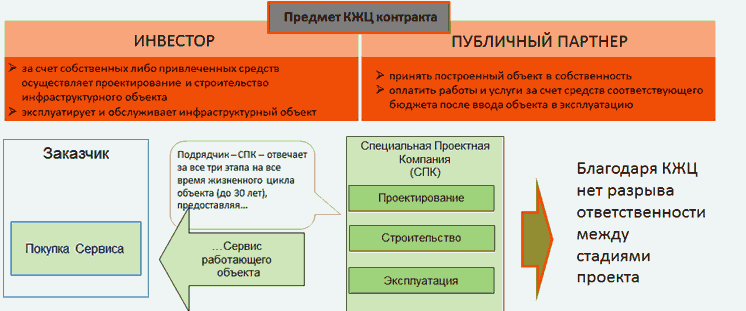 Предмет КЖЦ контракта
ИНВЕСТОР
ПУБЛИЧНЫЙ ПАРТНЕР
за счет собственных либо привлеченных средств
осуществляет проектирование и строительство
инфраструктурного объекта
эксплуатирует и обслуживает инфраструктурный объект
принять построенный объект в собственность
оплатить работы и услуги за счет средств соответствующего
бюджета после ввода объекта в эксплуатацию
Заказчик
Покупка Сервиса
Подрядчик – СПК – отвечает
за все три этапа на все
время жизненного цикла
объекта (до 30 лет),
предоставляя...
...Сервис
работающего
объекта
Специальная Проектная
Компания
(СПК)
Проектирование
Строительство
Эксплуатация
Благодаря КЖЦ
нет разрыва
ответственности
между
стадиями
проекта